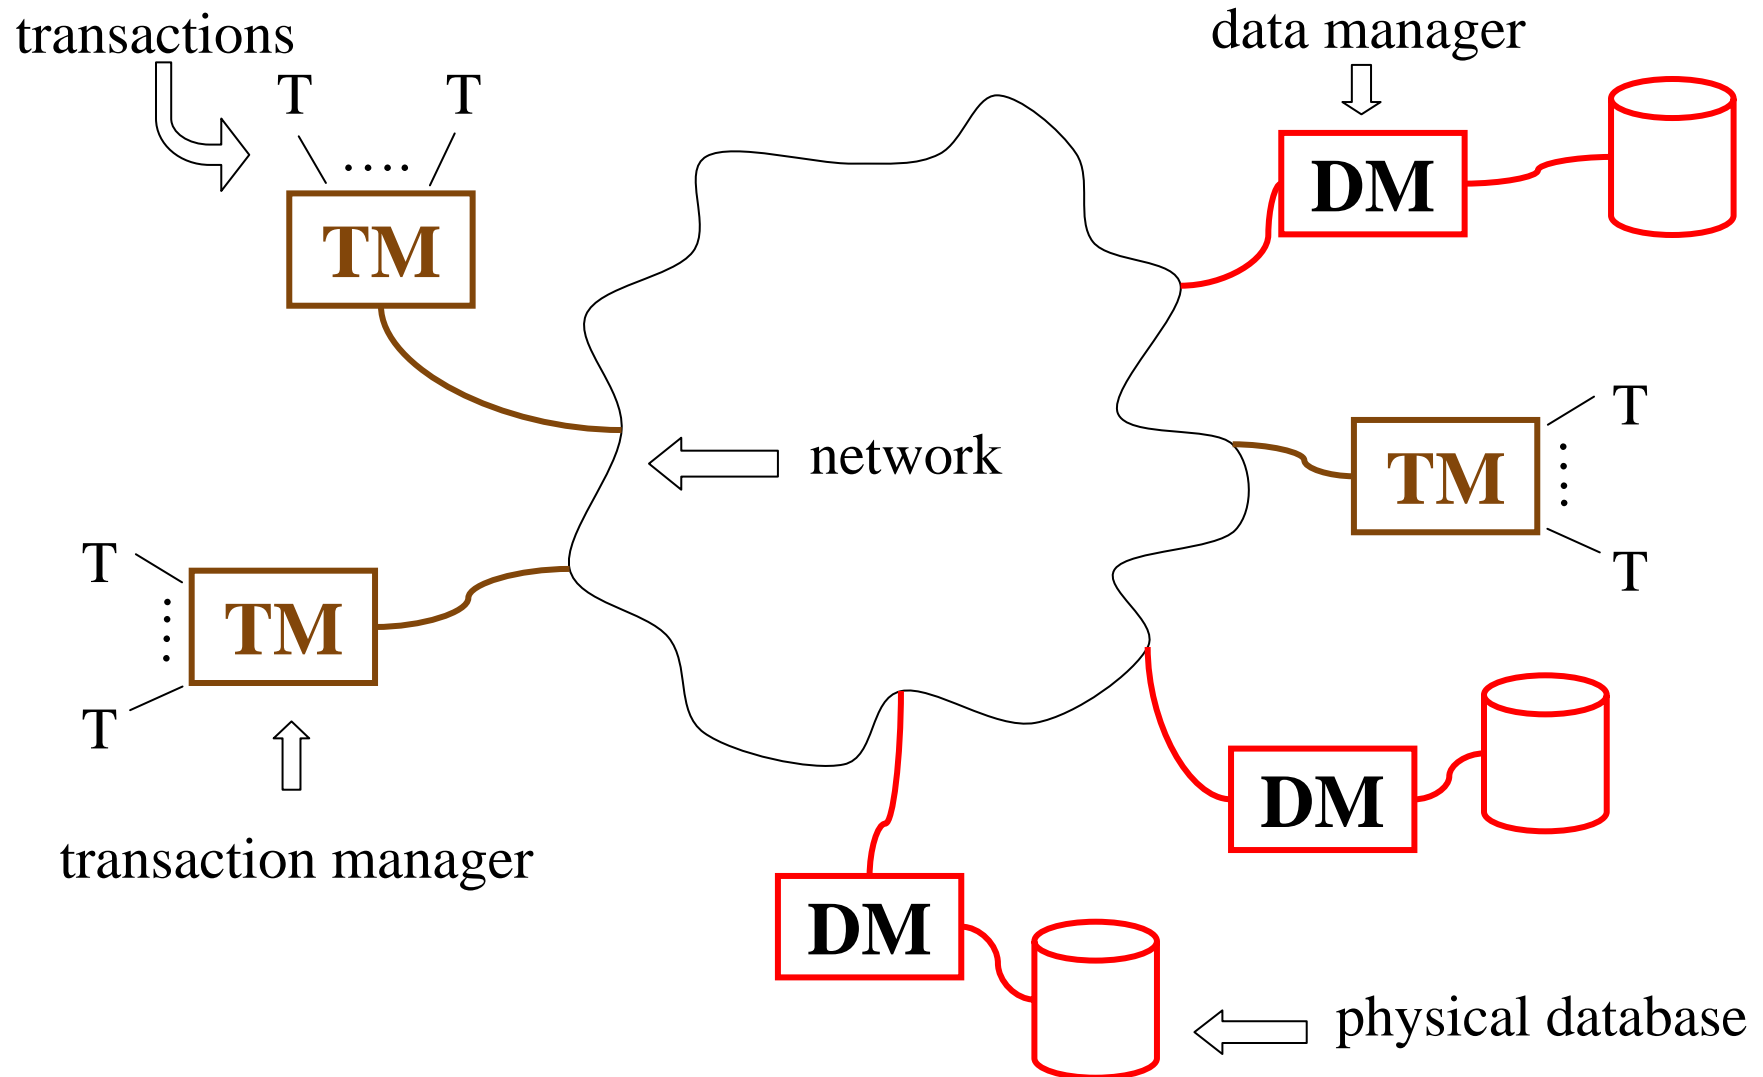 transactions
data manager
T
T
....
TM
DM
network
T
TM
....
T
T
TM
....
T
transaction manager
DM
DM
physical database